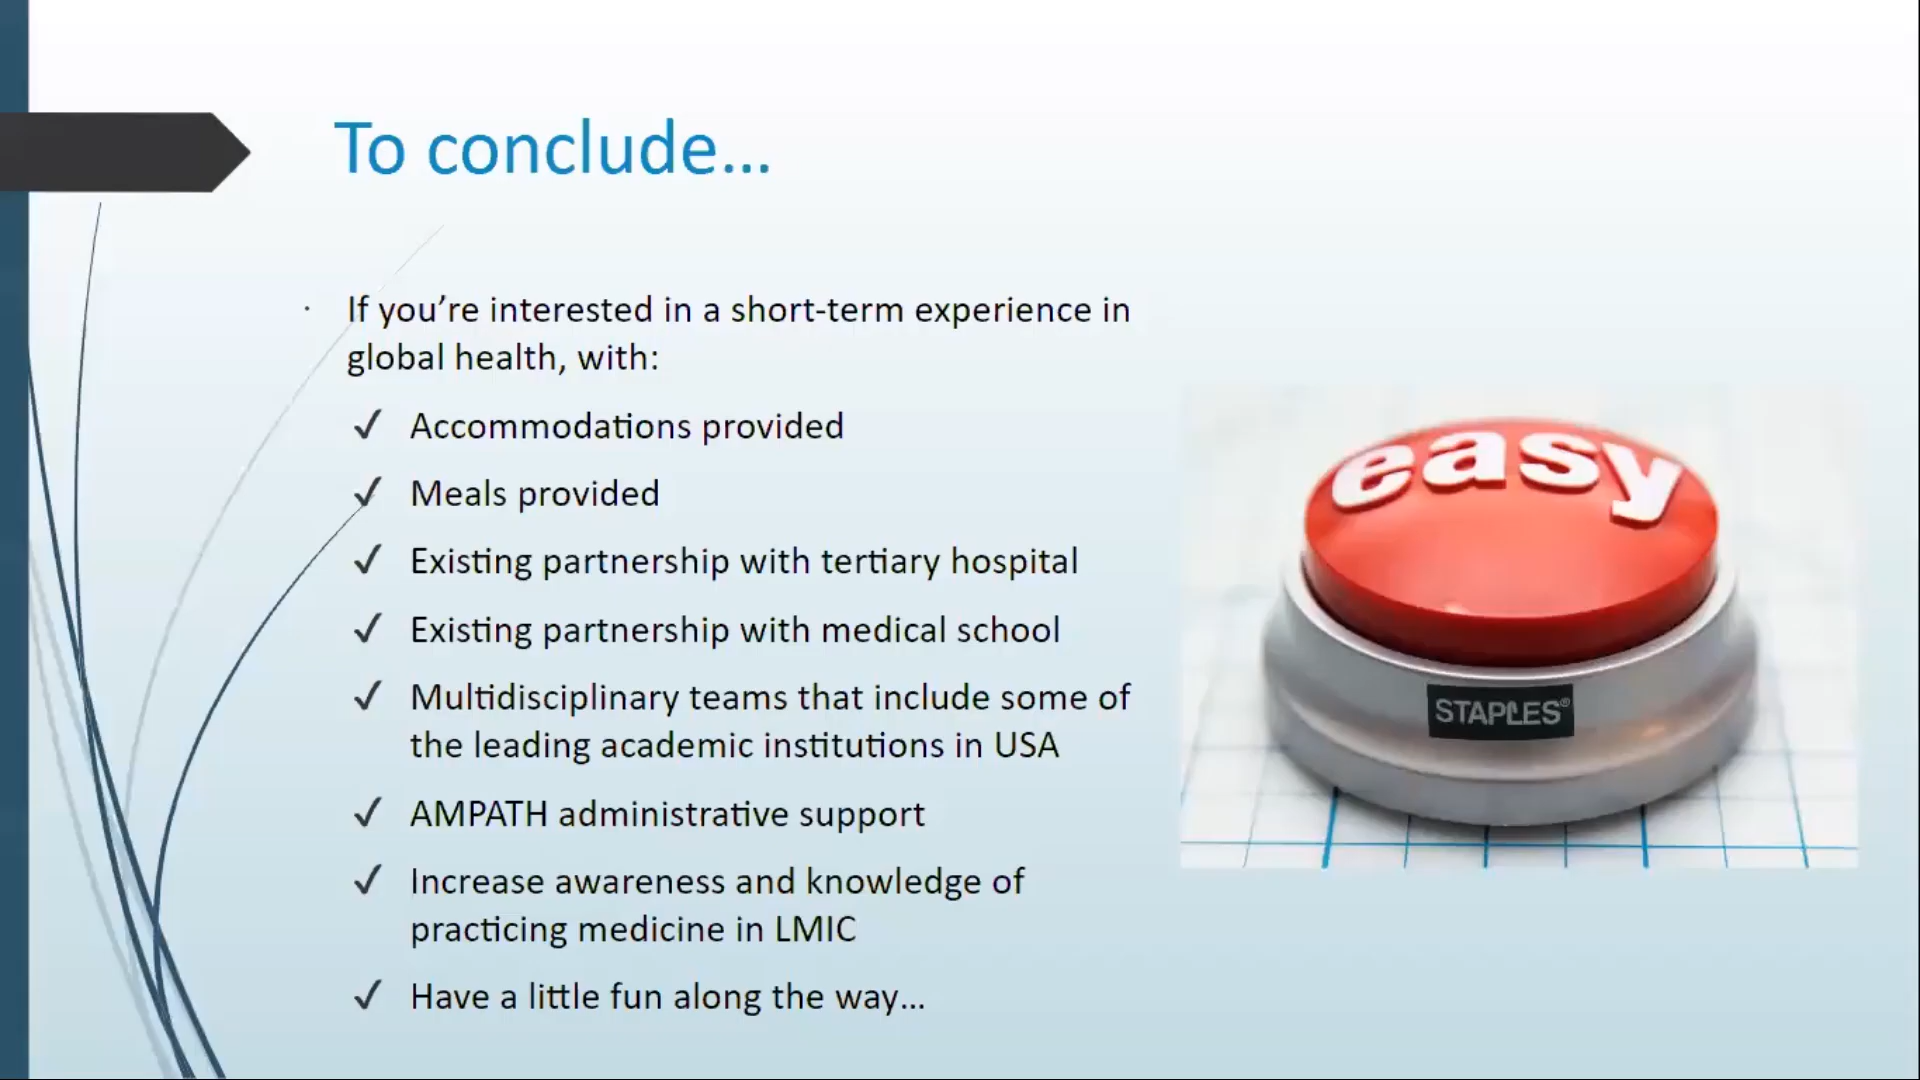 To conclude...
· If you’re interested in a short-term experience in
global health, with:
✓ Accommodations provided
✓ Meals provided
✓ Existing partnership with tertiary hospital
✓ Existing partnership with medical school
✓ Multidisciplinary teams that include some of
the leading academic institutions in USA
✓ AMPATH administrative support
✓ Increase awareness and knowledge of
practicing medicine in LMIC
✓ Have a little fun along the way...
easy
STAPLES®